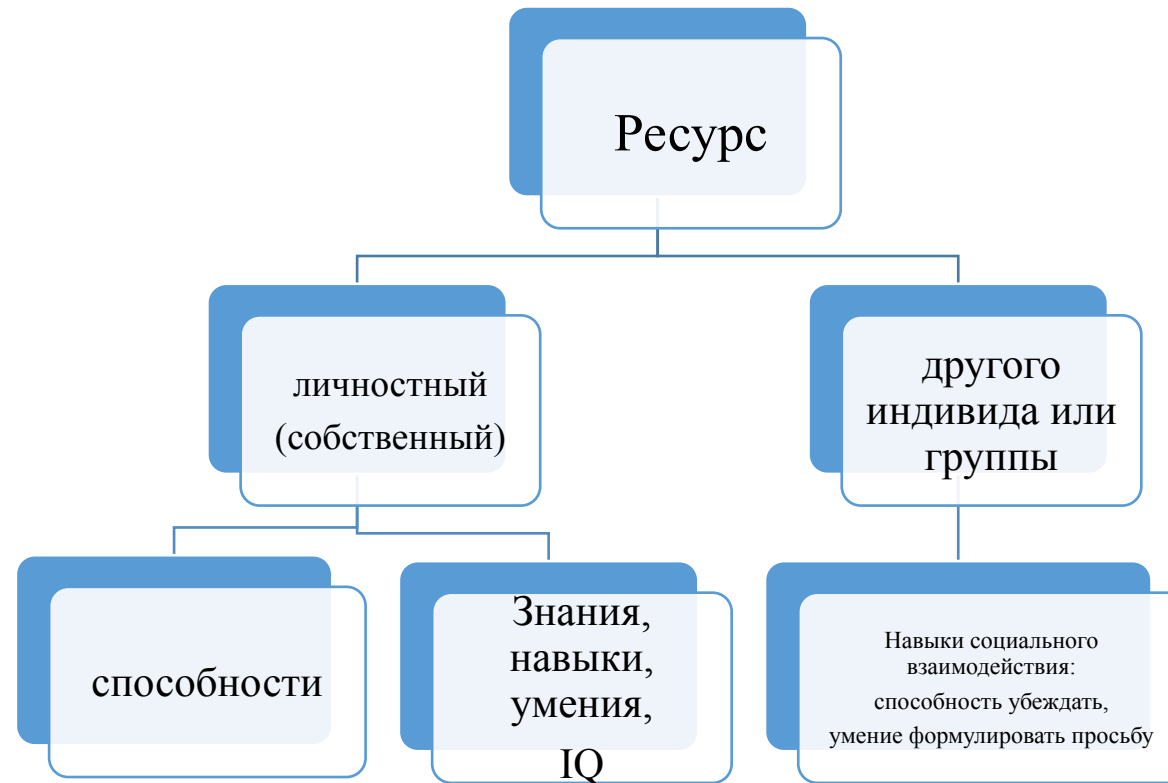 Ресурс
личностный
(собственный)
другого
индивида или
группы
способности
Знания,
навыки,
умения,
IQ
Навыки социального
взаимодействия:
способность убеждать,
умение формулировать просьбу